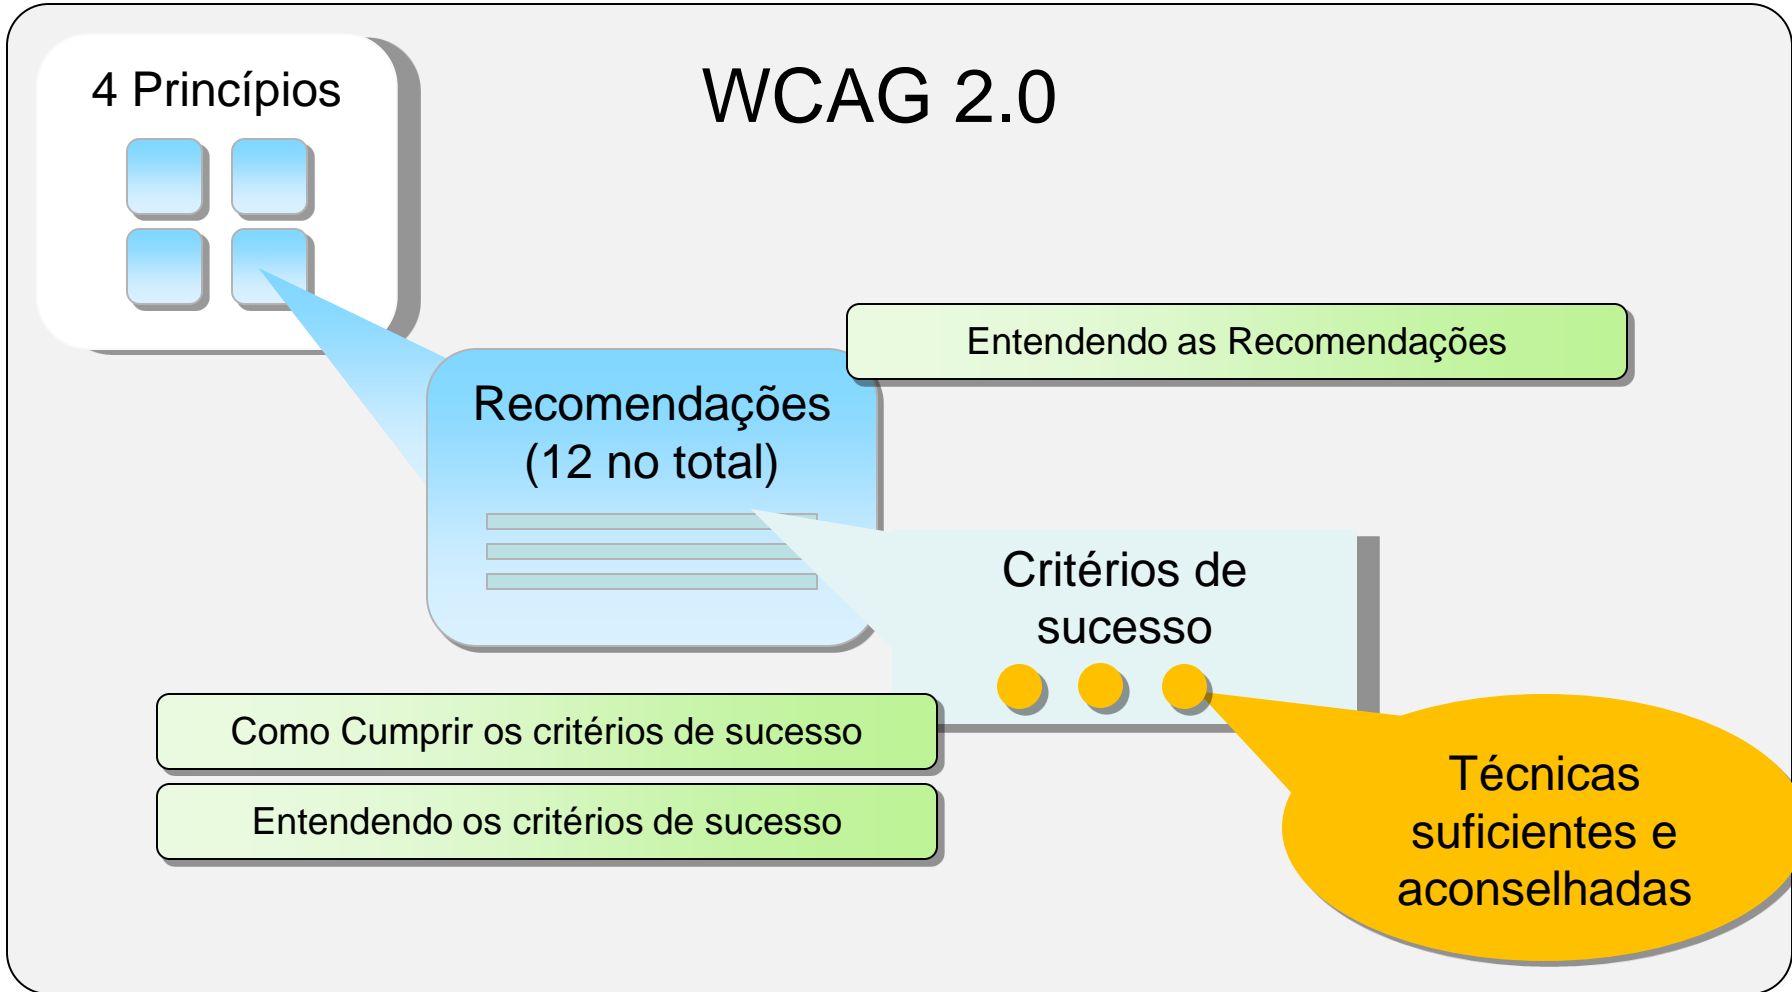 4 Princípios
WCAG 2.0
Entendendo as Recomendações
Recomendações
(12 no total)
Critérios de
sucesso
Como Cumprir os critérios de sucesso
Entendendo os critérios de sucesso
Técnicas
suficientes e
aconselhadas